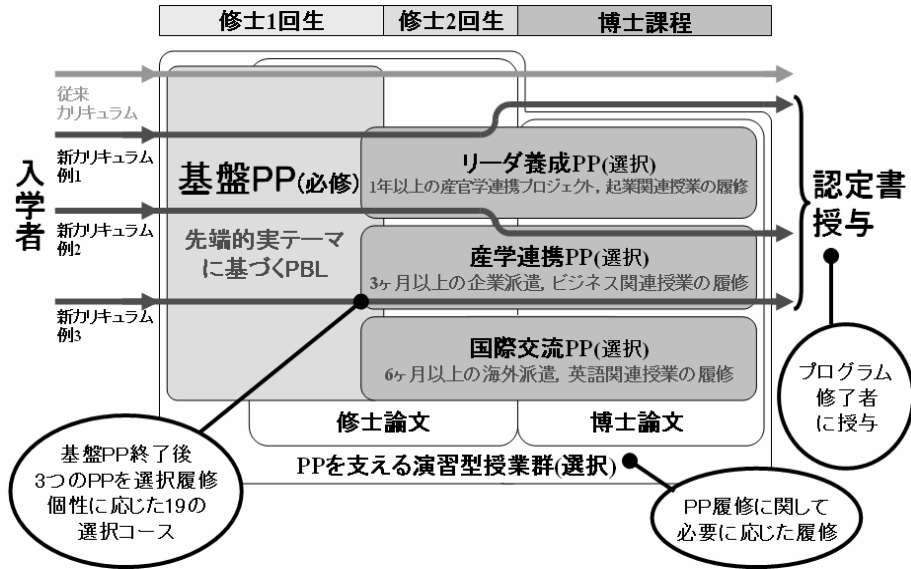 修士1回生
修士2回生
博士課程
従来
カリキュラム
入学者
新カリキュラム
例1
新カリキュラム
例2
新カリキュラム
例3
基盤PP(必修)
先端的実テーマ
に基づくPBL
リーダ養成PP(選択)
1年以上の産官学連携プロジェクト, 起業関連授業の履修
産学連携PP(選択)
3ヶ月以上の企業派遣, ビジネス関連授業の履修
国際交流PP(選択)
6ヶ月以上の海外派遣, 英語関連授業の履修
修士論文
博士論文
PPを支える演習型授業群(選択)
認定書
授与
プログラム
修了者
に授与
基盤PP終了後
3つのPPを選択履修
個性に応じた19の
選択コース
PP履修に関して
必要に応じた履修